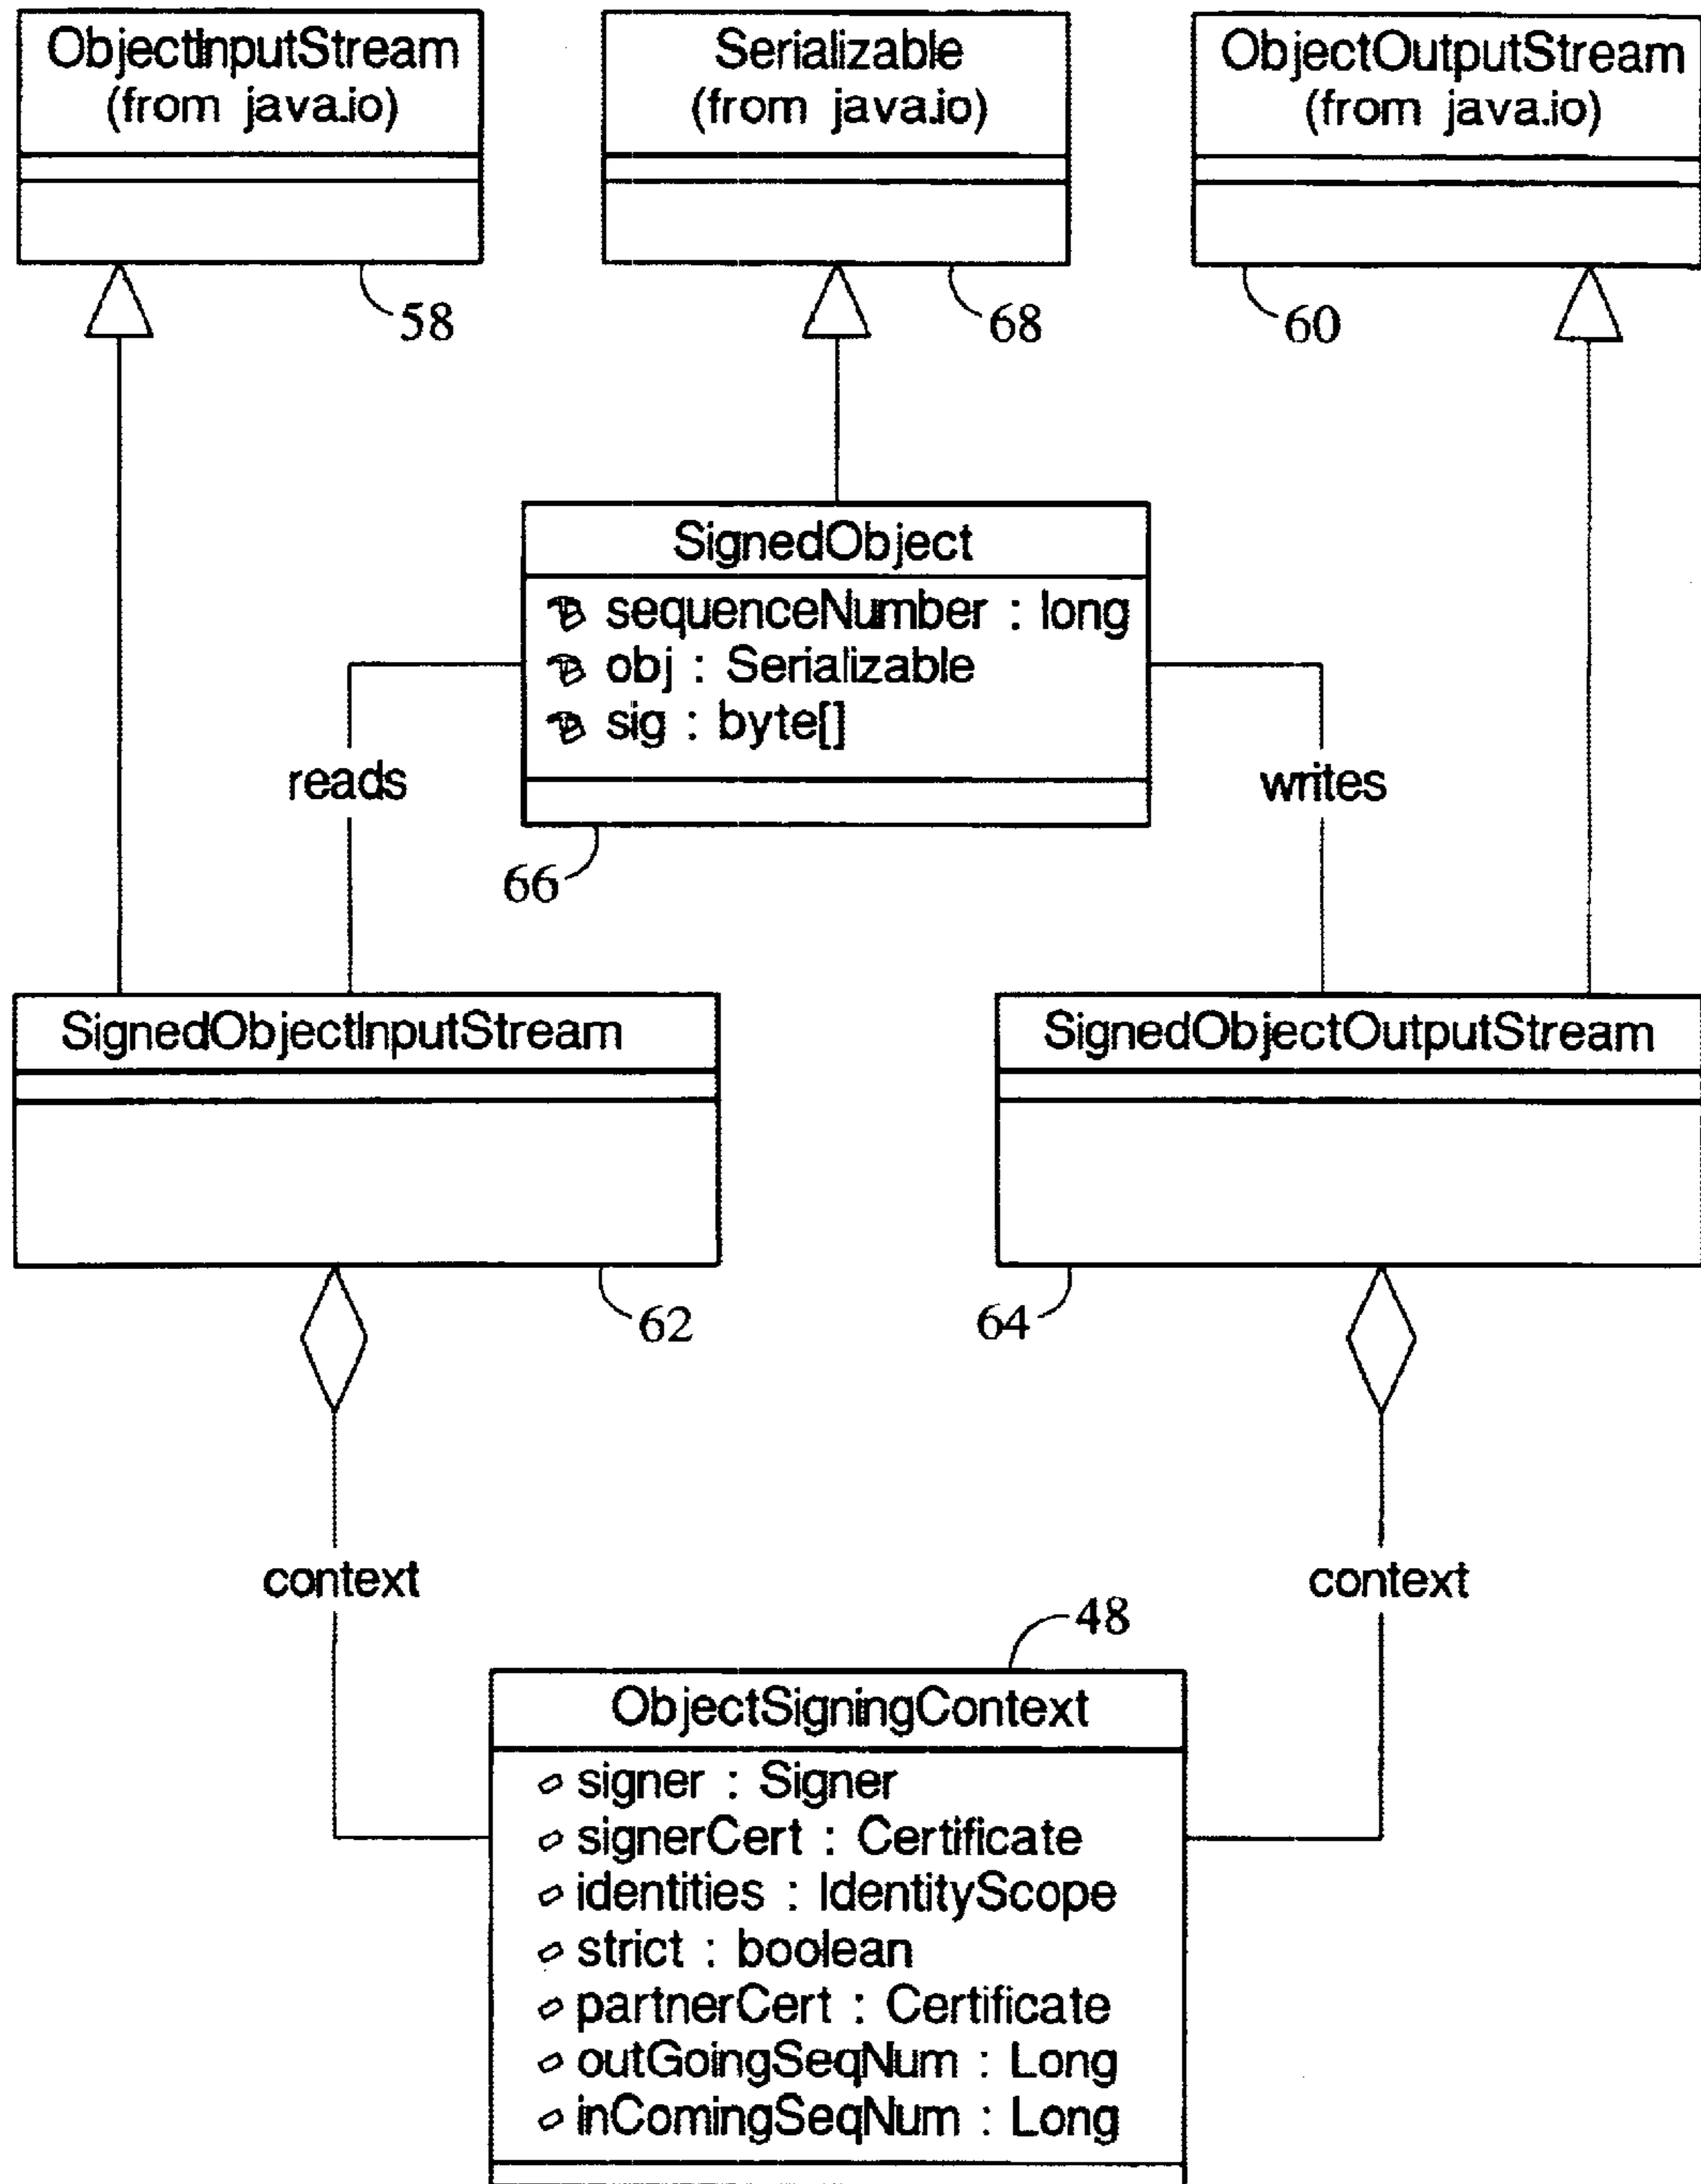 ObjectInputStream
(from java.io)
58
Serializable
(from java.io)
68
ObjectOutputStream
(from java.io)
60
SignedObject
sequenceNumber : long
obj : Serializable
sig : byte[]
66
reads
writes
SignedObjectInputStream
62
SignedObjectOutputStream
64
context
context
48
ObjectSigningContext
signer : Signer
signerCert : Certificate
identities : IdentityScope
strict : boolean
partnerCert : Certificate
outGoingSeqNum : Long
inComingSeqNum : Long